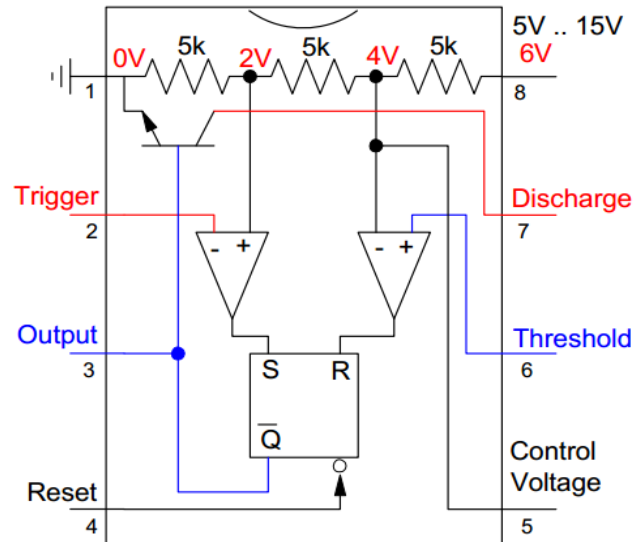 5V .. 15V
0V 5k 2V 5k 4V 5k 6V
1 8
Trigger - + - + Discharge
2 7
Output Threshold
3 S R 6
Q̅
Control
Voltage
Reset
4 5